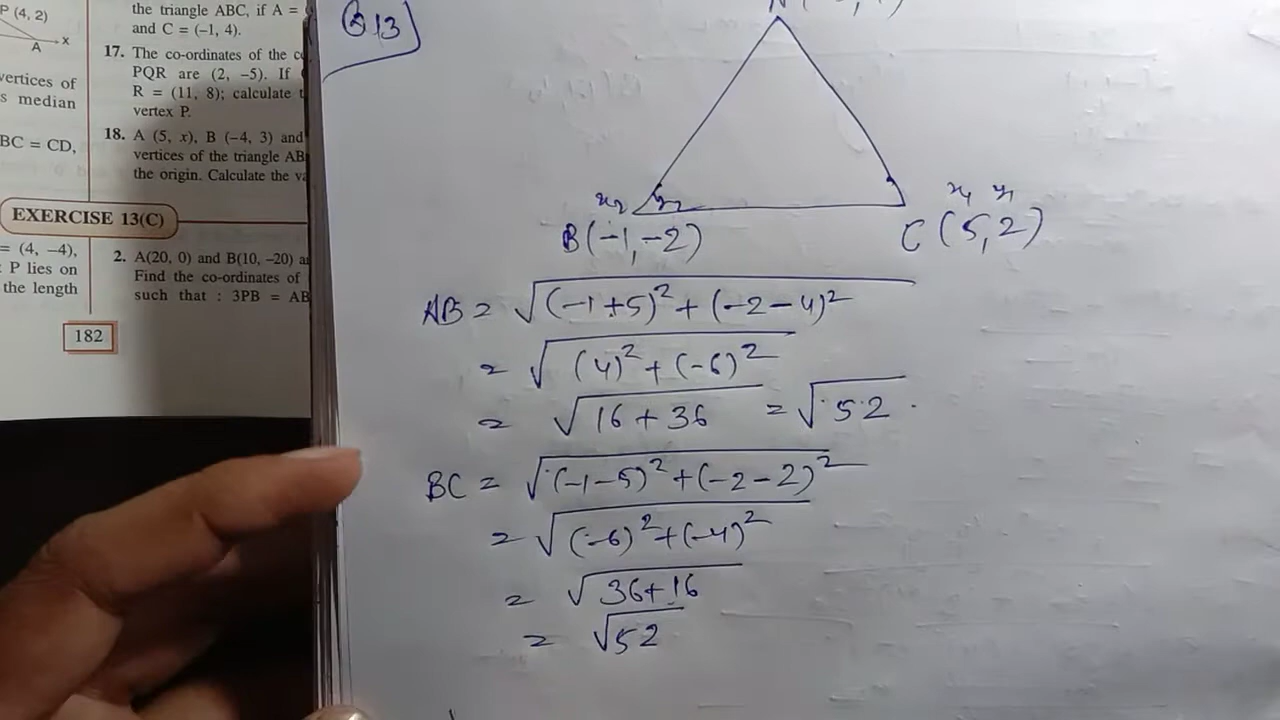 P (4, 2)
A
x
vertices of
s median
BC = CD,
the triangle ABC, if A =
and C = (-1, 4).
17. The co-ordinates of the
PQR are (2, -5). If
R = (11, 8); calculate
vertex P.
18. A (5, x), B (-4, 3) and
vertices of the triangle
the origin. Calculate the
EXERCISE 13(C)
= (4, -4),
P lies on
the length
2. A(20, 0) and B(10, -20)
Find the co-ordinates of
such that : 3PB = AB
182
Q.13
x₂ y₂
x₁ y₁
B(-1,-2)
C (5,2)
AB = √(-1+5)² + (-2-4)²
= √(4)² + (-6)²
= √16 + 36 = √52.
BC = √(-1-5)² + (-2-2)²
= √(-6)² + (-4)²
= √36+16
= √52